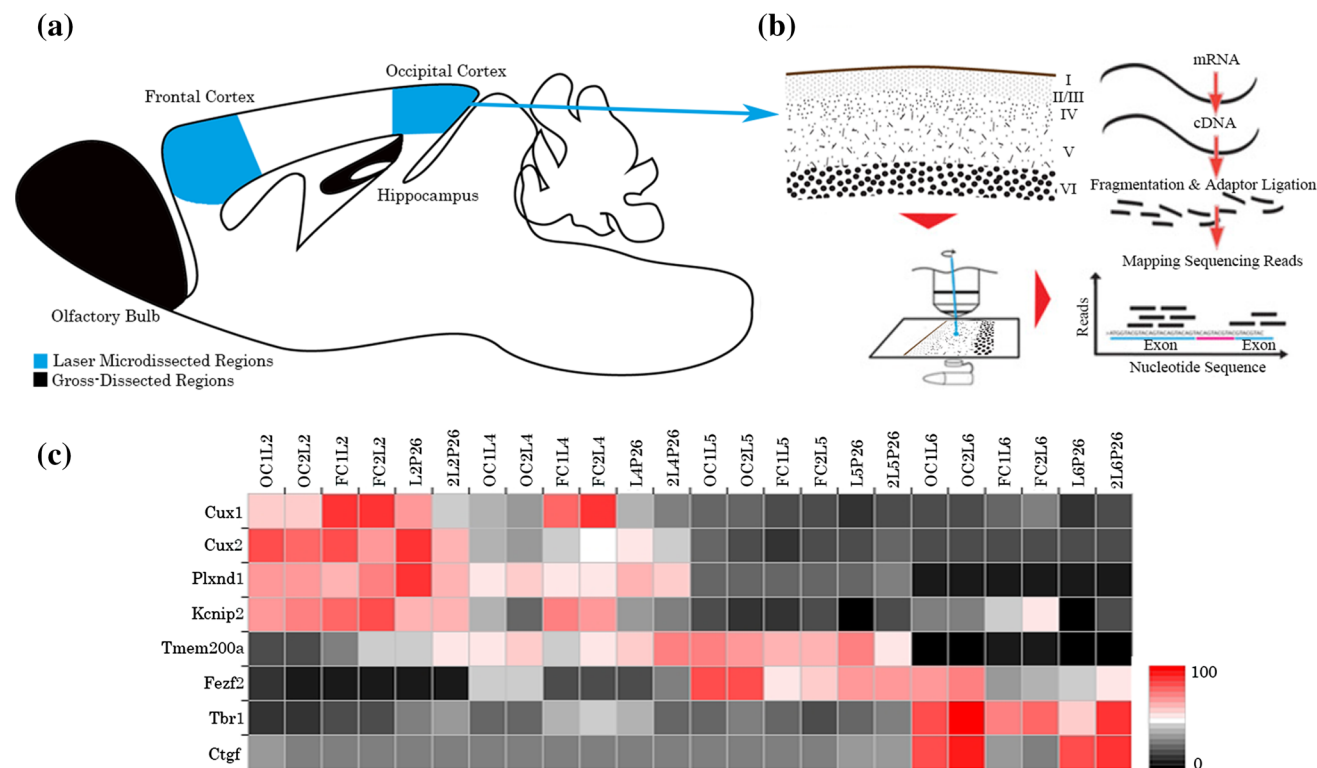 (a)
Frontal Cortex
Occipital Cortex
Hippocampus
Olfactory Bulb
Laser Microdissected Regions
Gross-Dissected Regions
(b)
I
II/III
IV
V
VI
mRNA
cDNA
Fragmentation & Adaptor Ligation
Mapping Sequencing Reads
Reads
Exon Exon
Nucleotide Sequence
(c)
OC1L2 OC2L2 FC1L2 FC2L2 L2P26 2L2P26 OC1L4 OC2L4 FC1L4 FC2L4 L4P26 2L4P26 OC1L5 OC2L5 FC1L5 FC2L5 L5P26 2L5P26 OC1L6 OC2L6 FC1L6 FC2L6 L6P26 2L6P26
Cux1
Cux2
Plxnd1
Kcnip2
Tmem200a
Fezf2
Tbr1
Ctgf
100
0